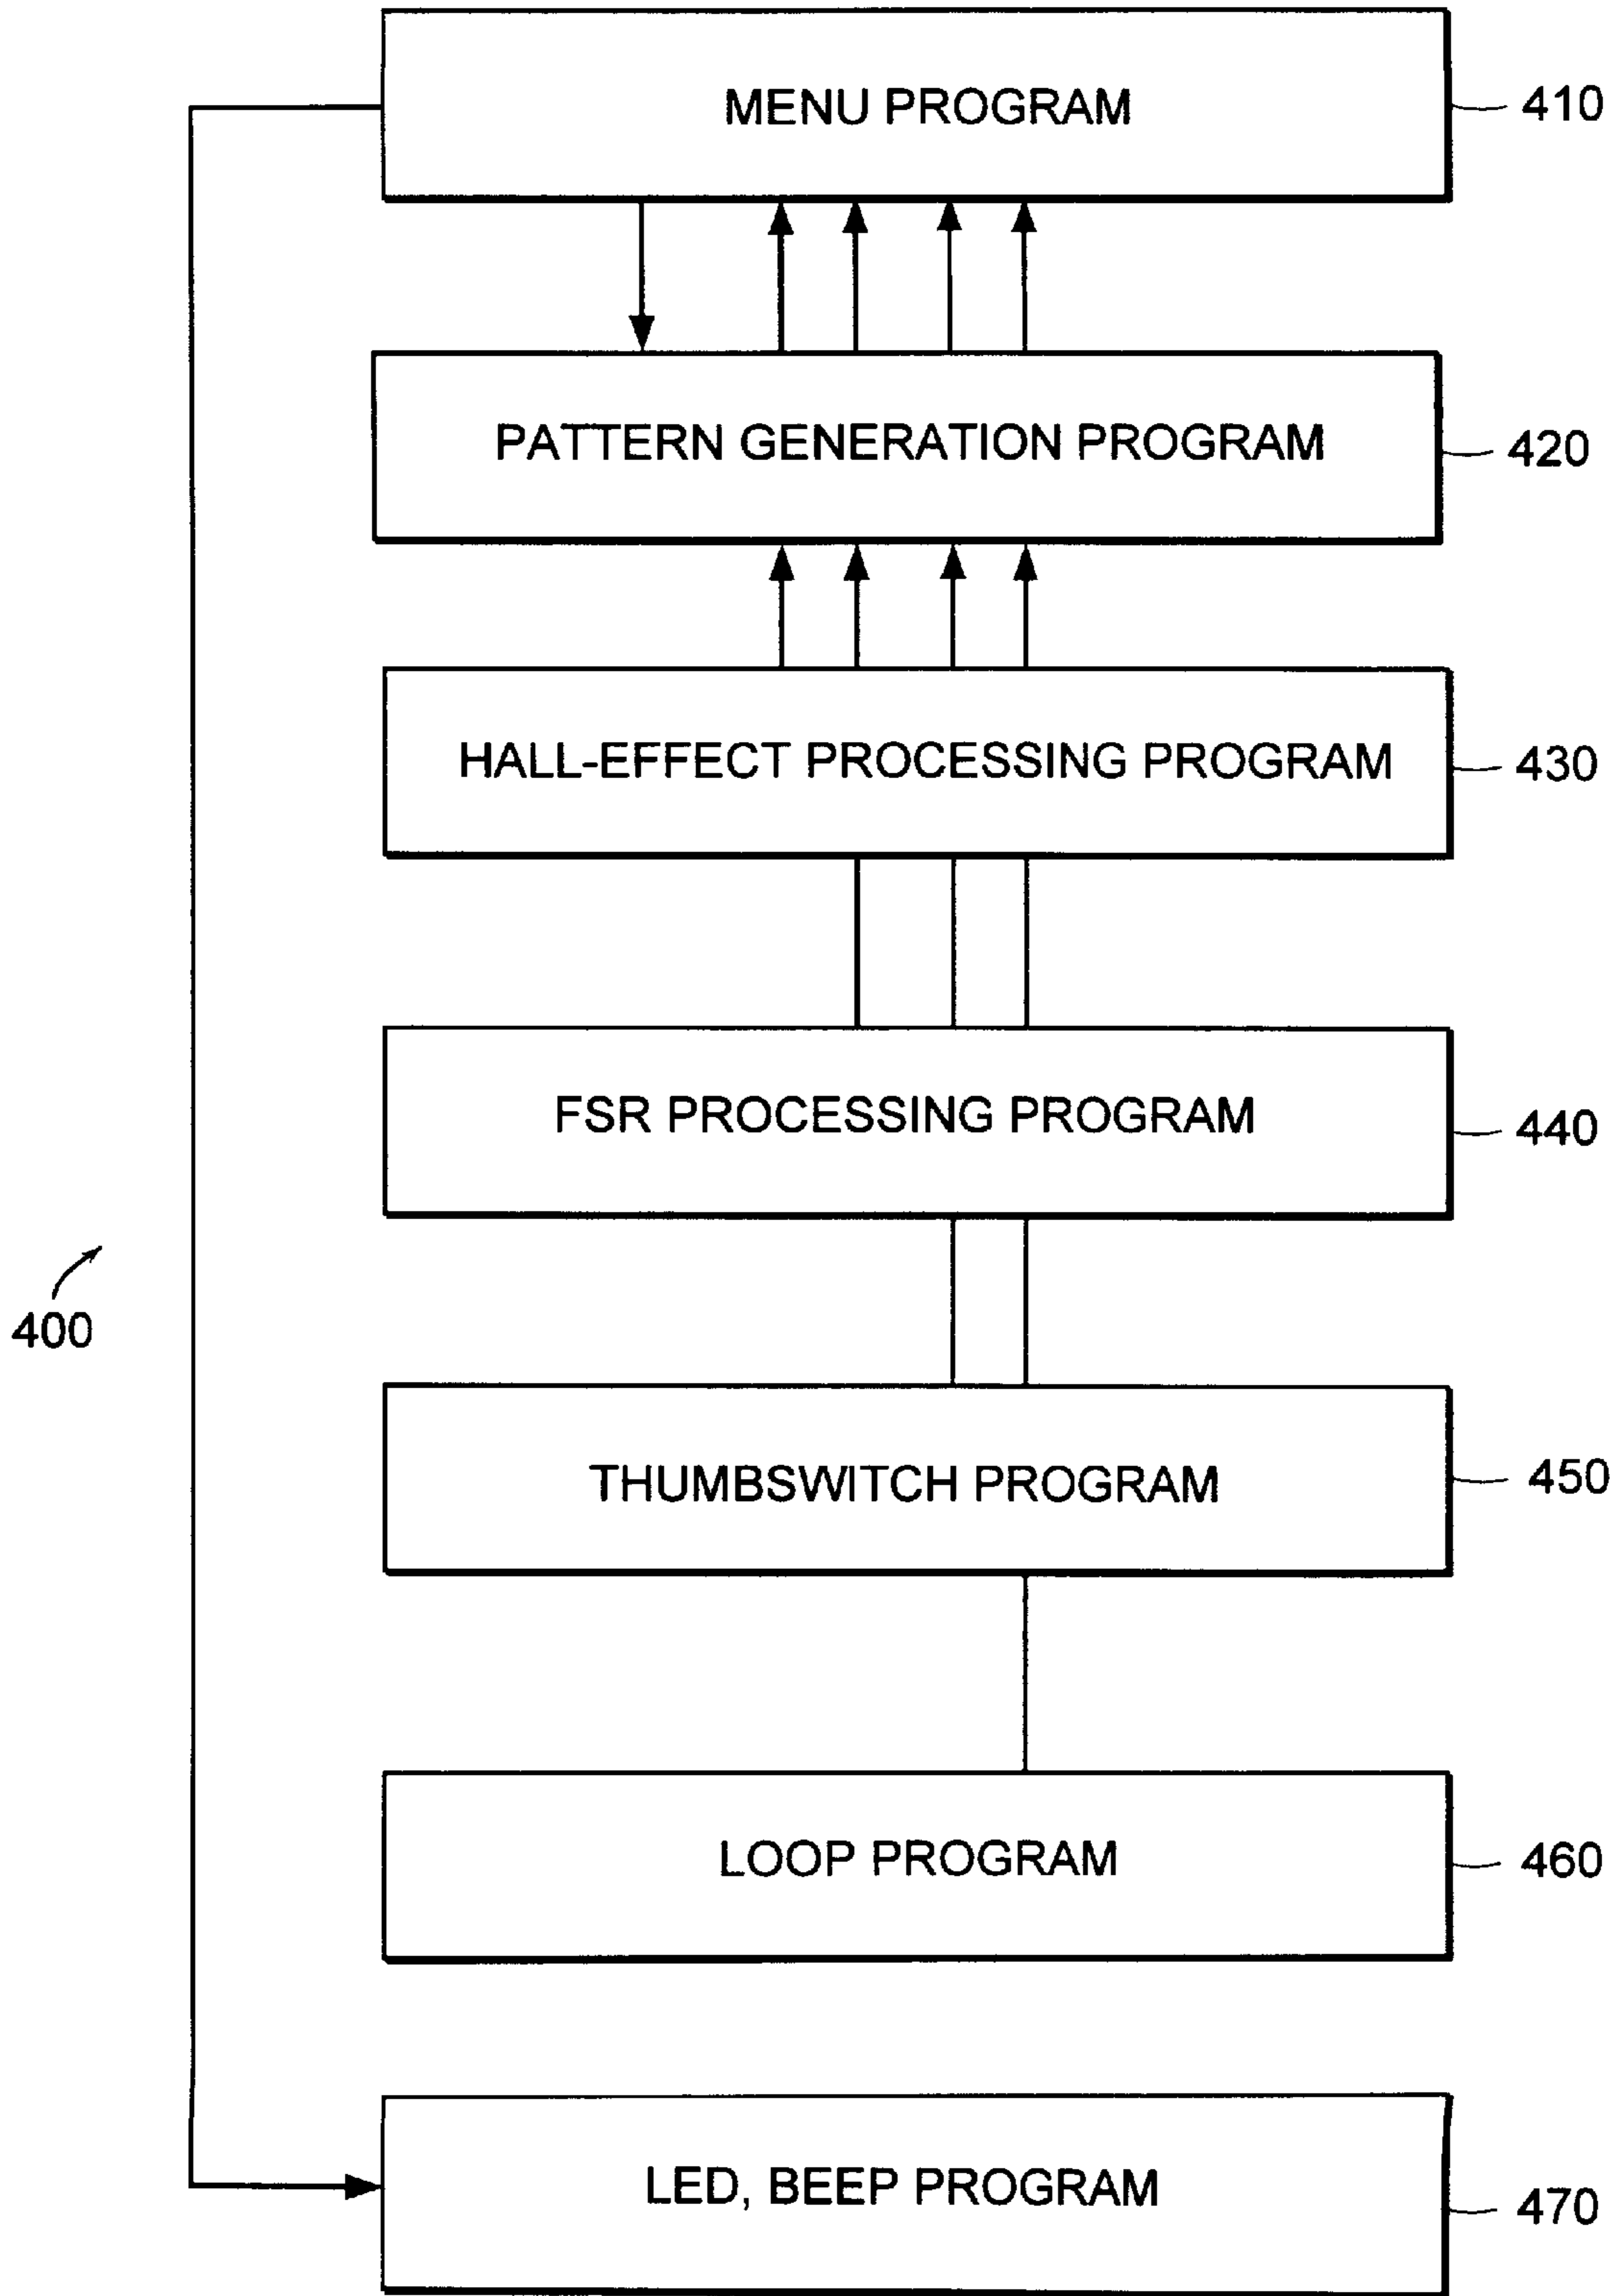 MENU PROGRAM
410
PATTERN GENERATION PROGRAM
420
HALL-EFFECT PROCESSING PROGRAM
430
FSR PROCESSING PROGRAM
440
400
THUMBSWITCH PROGRAM
450
LOOP PROGRAM
460
LED, BEEP PROGRAM
470